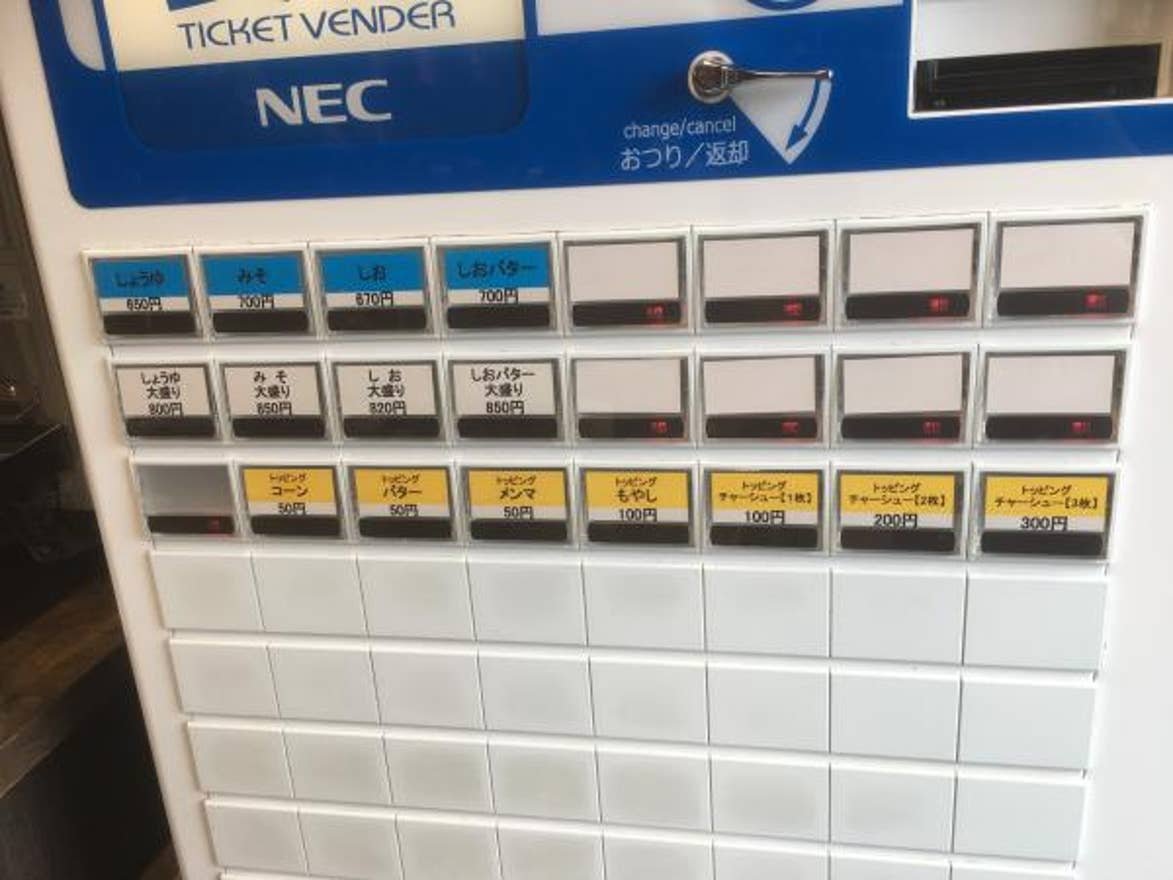 TICKET VENDER
NEC
change/cancel
おつり／返却
しょうゆ
650円
みそ
700円
しお
670円
しおバター
700円
しょうゆ
大盛り
800円
みそ
大盛り
850円
しお
大盛り
820円
しおバター
大盛り
850円
トッピング
コーン
50円
トッピング
バター
50円
トッピング
メンマ
50円
トッピング
もやし
100円
トッピング
チャーシュー【1枚】
100円
トッピング
チャーシュー【2枚】
200円
トッピング
チャーシュー【3枚】
300円